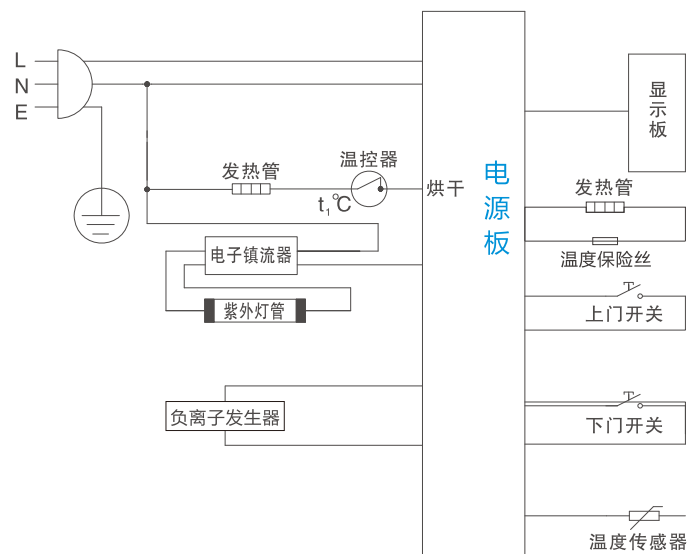 L
N
E
发热管
温控器
t₁℃
烘干
电源板
显示板
发热管
温度保险丝
电子镇流器
紫外灯管
上门开关
负离子发生器
下门开关
温度传感器